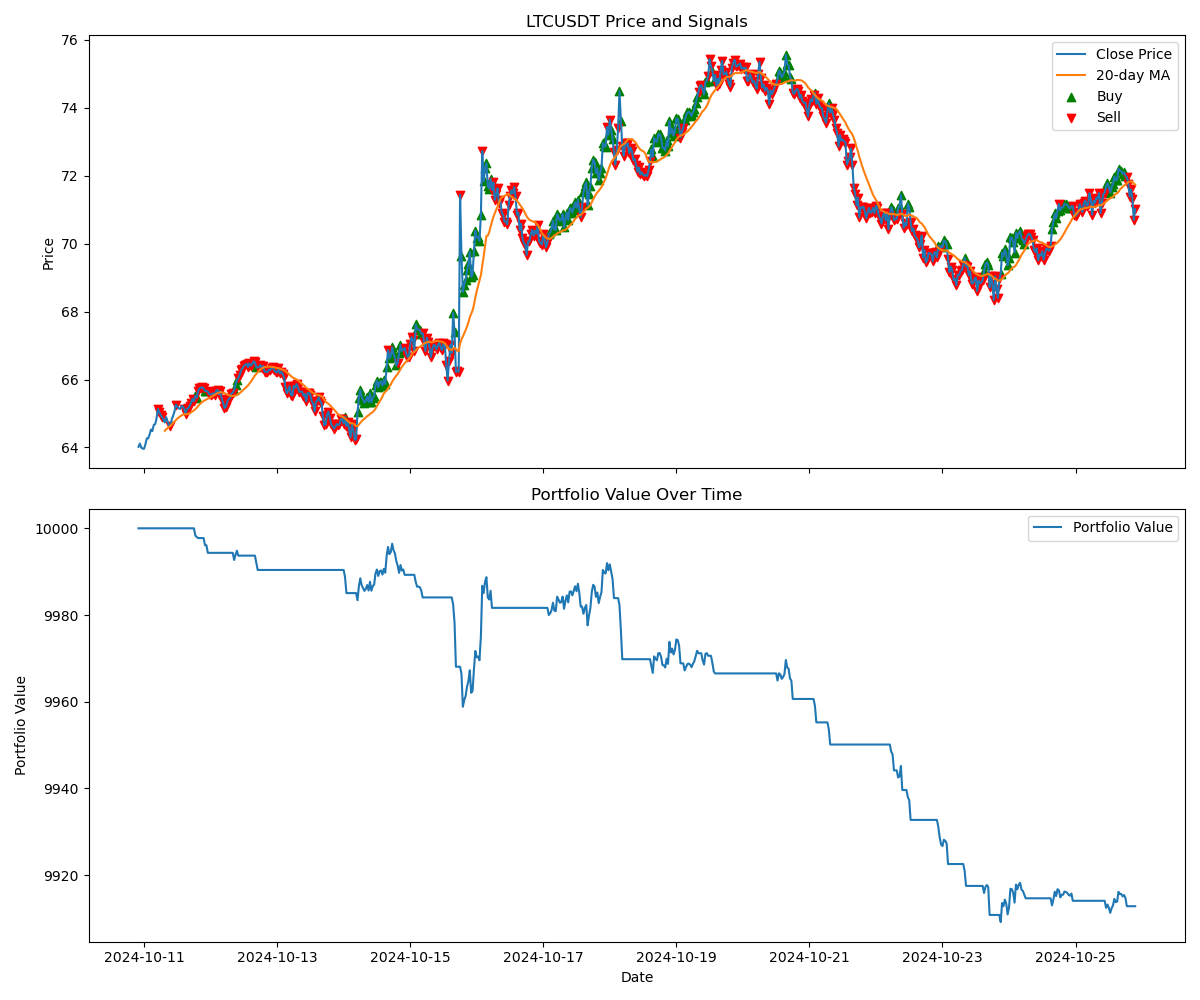 LTCUSDT Price and Signals
76
74
72
70
68
66
64
Price
Close Price
20-day MA
Buy
Sell
Portfolio Value Over Time
10000
9980
9960
9940
9920
Portfolio Value
Portfolio Value
2024-10-11
2024-10-13
2024-10-15
2024-10-17
2024-10-19
2024-10-21
2024-10-23
2024-10-25
Date